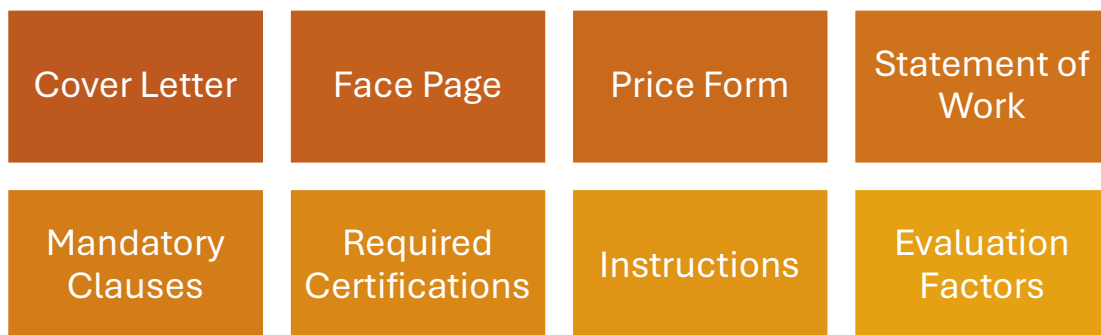 Cover Letter
Face Page
Price Form
Statement of
Work
Mandatory
Clauses
Required
Certifications
Instructions
Evaluation
Factors